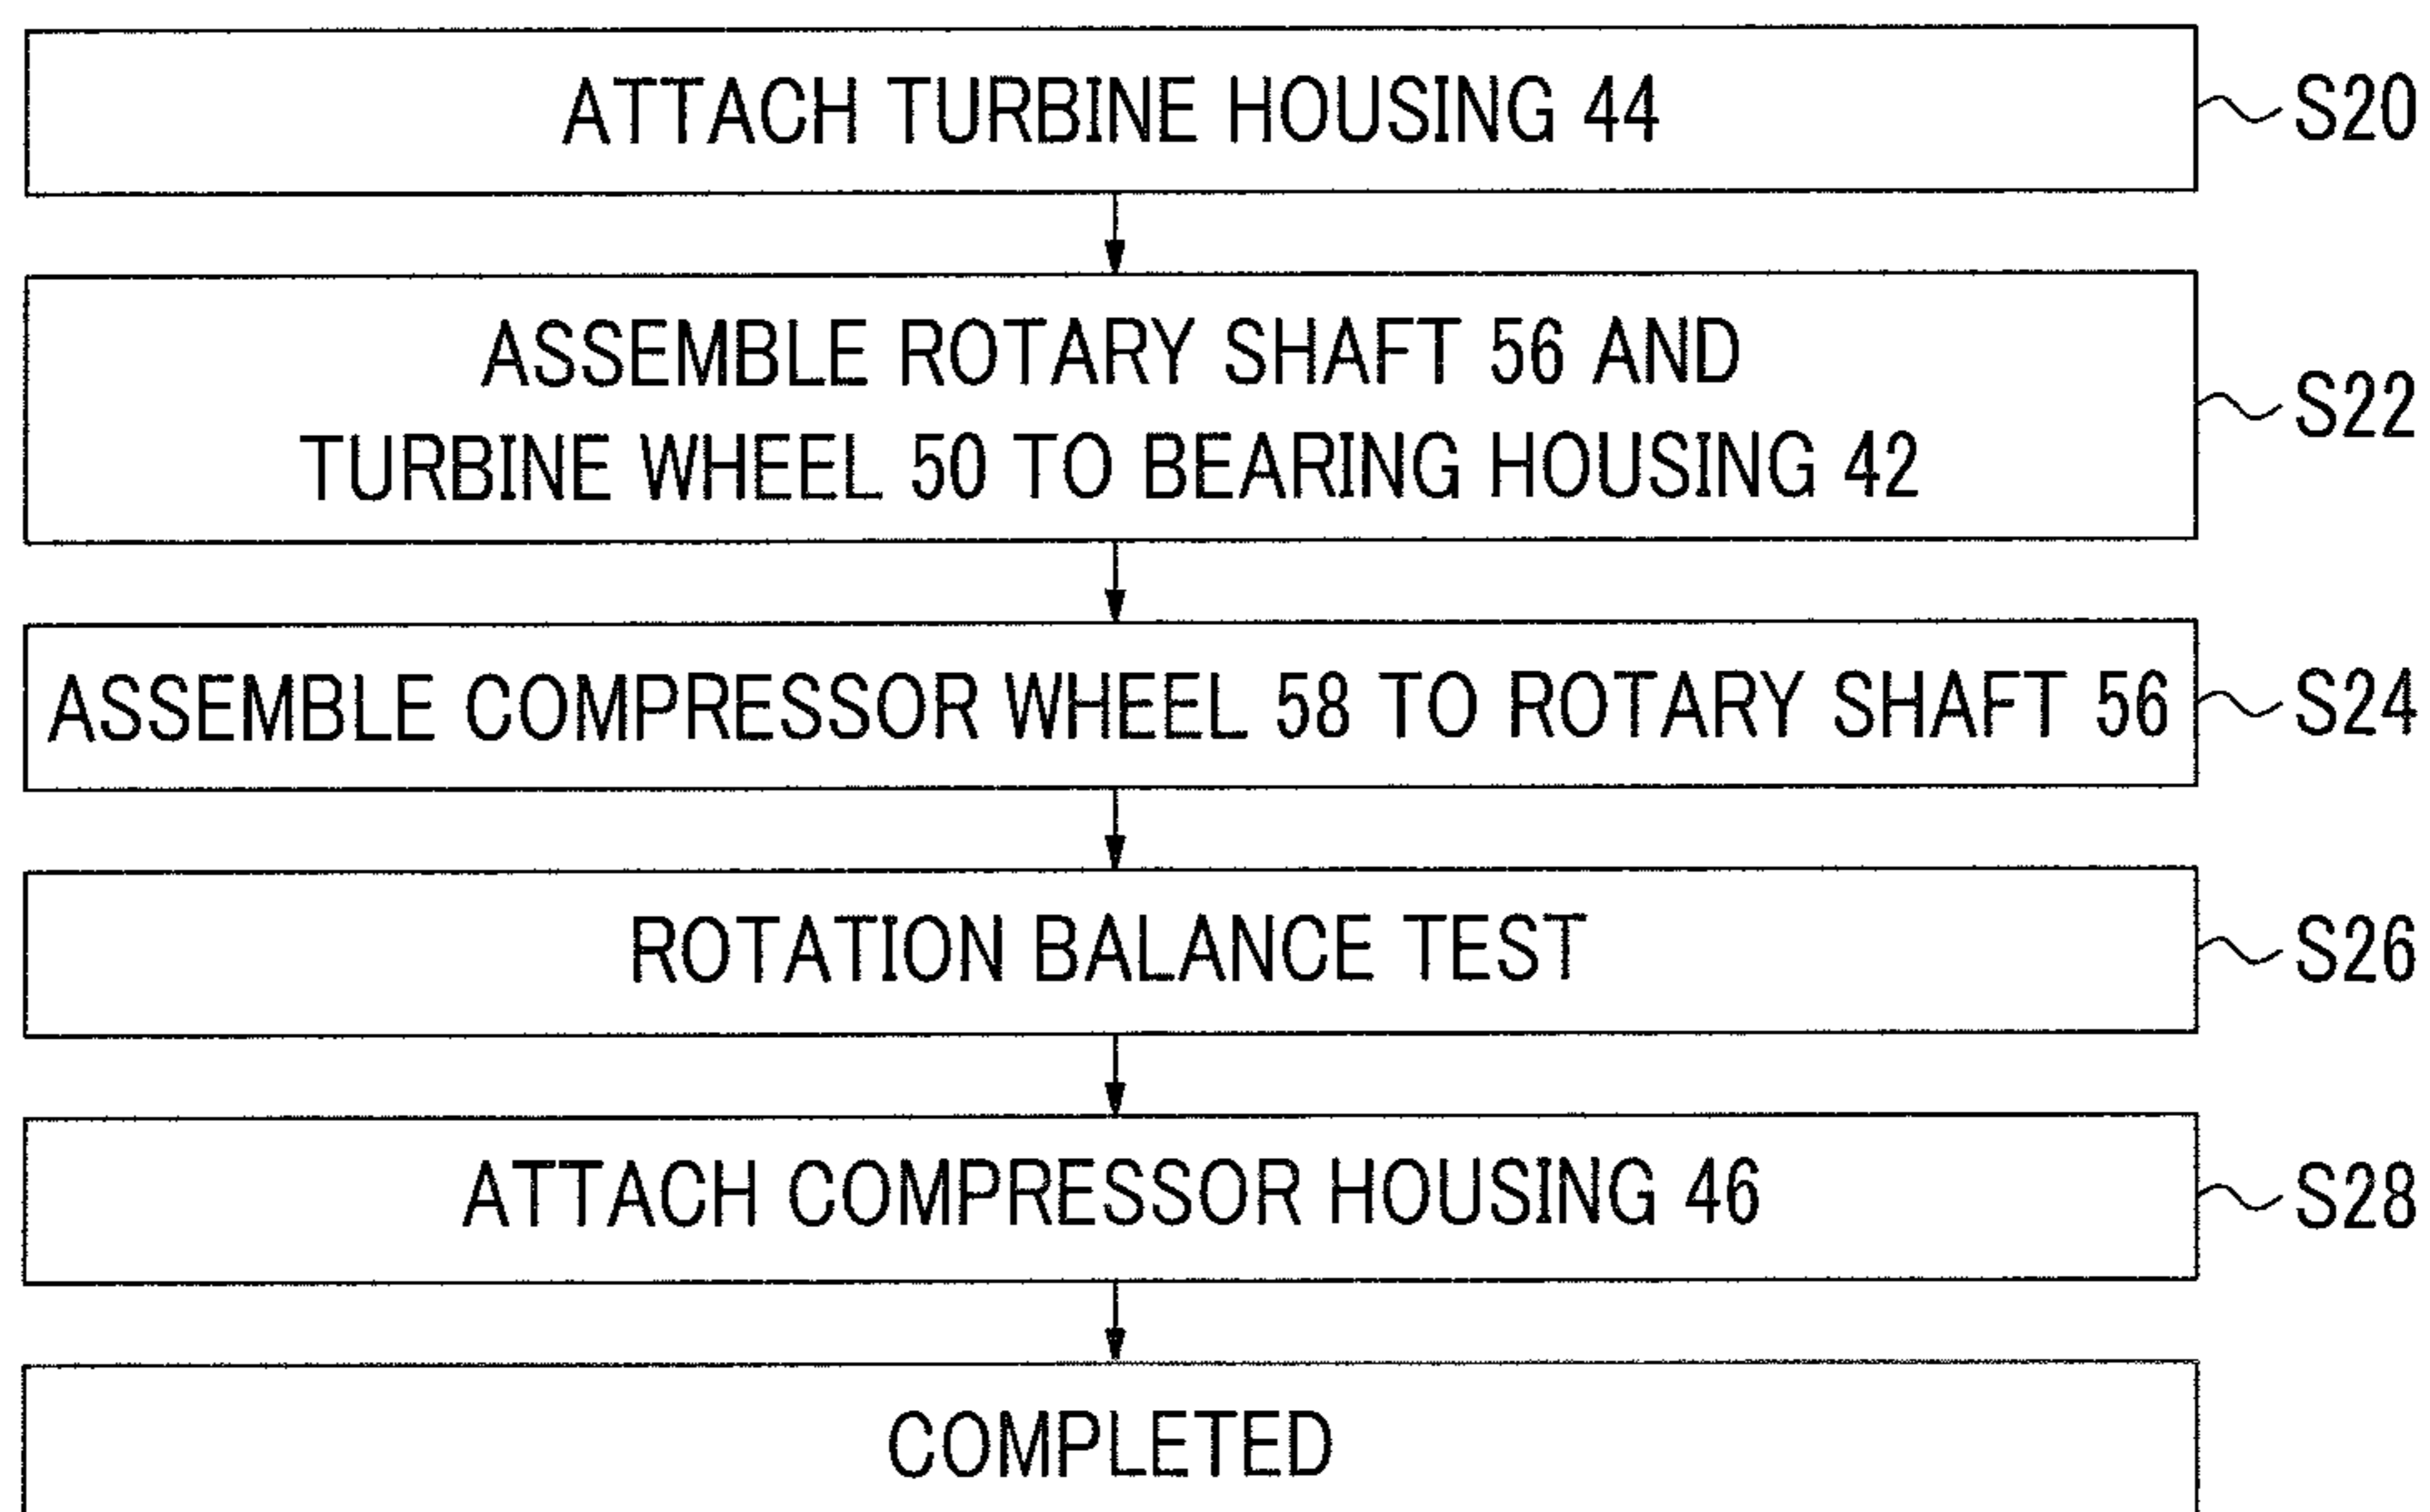 ATTACH TURBINE HOUSING 44
S20
ASSEMBLE ROTARY SHAFT 56 AND
TURBINE WHEEL 50 TO BEARING HOUSING 42
S22
ASSEMBLE COMPRESSOR WHEEL 58 TO ROTARY SHAFT 56
S24
ROTATION BALANCE TEST
S26
ATTACH COMPRESSOR HOUSING 46
S28
COMPLETED